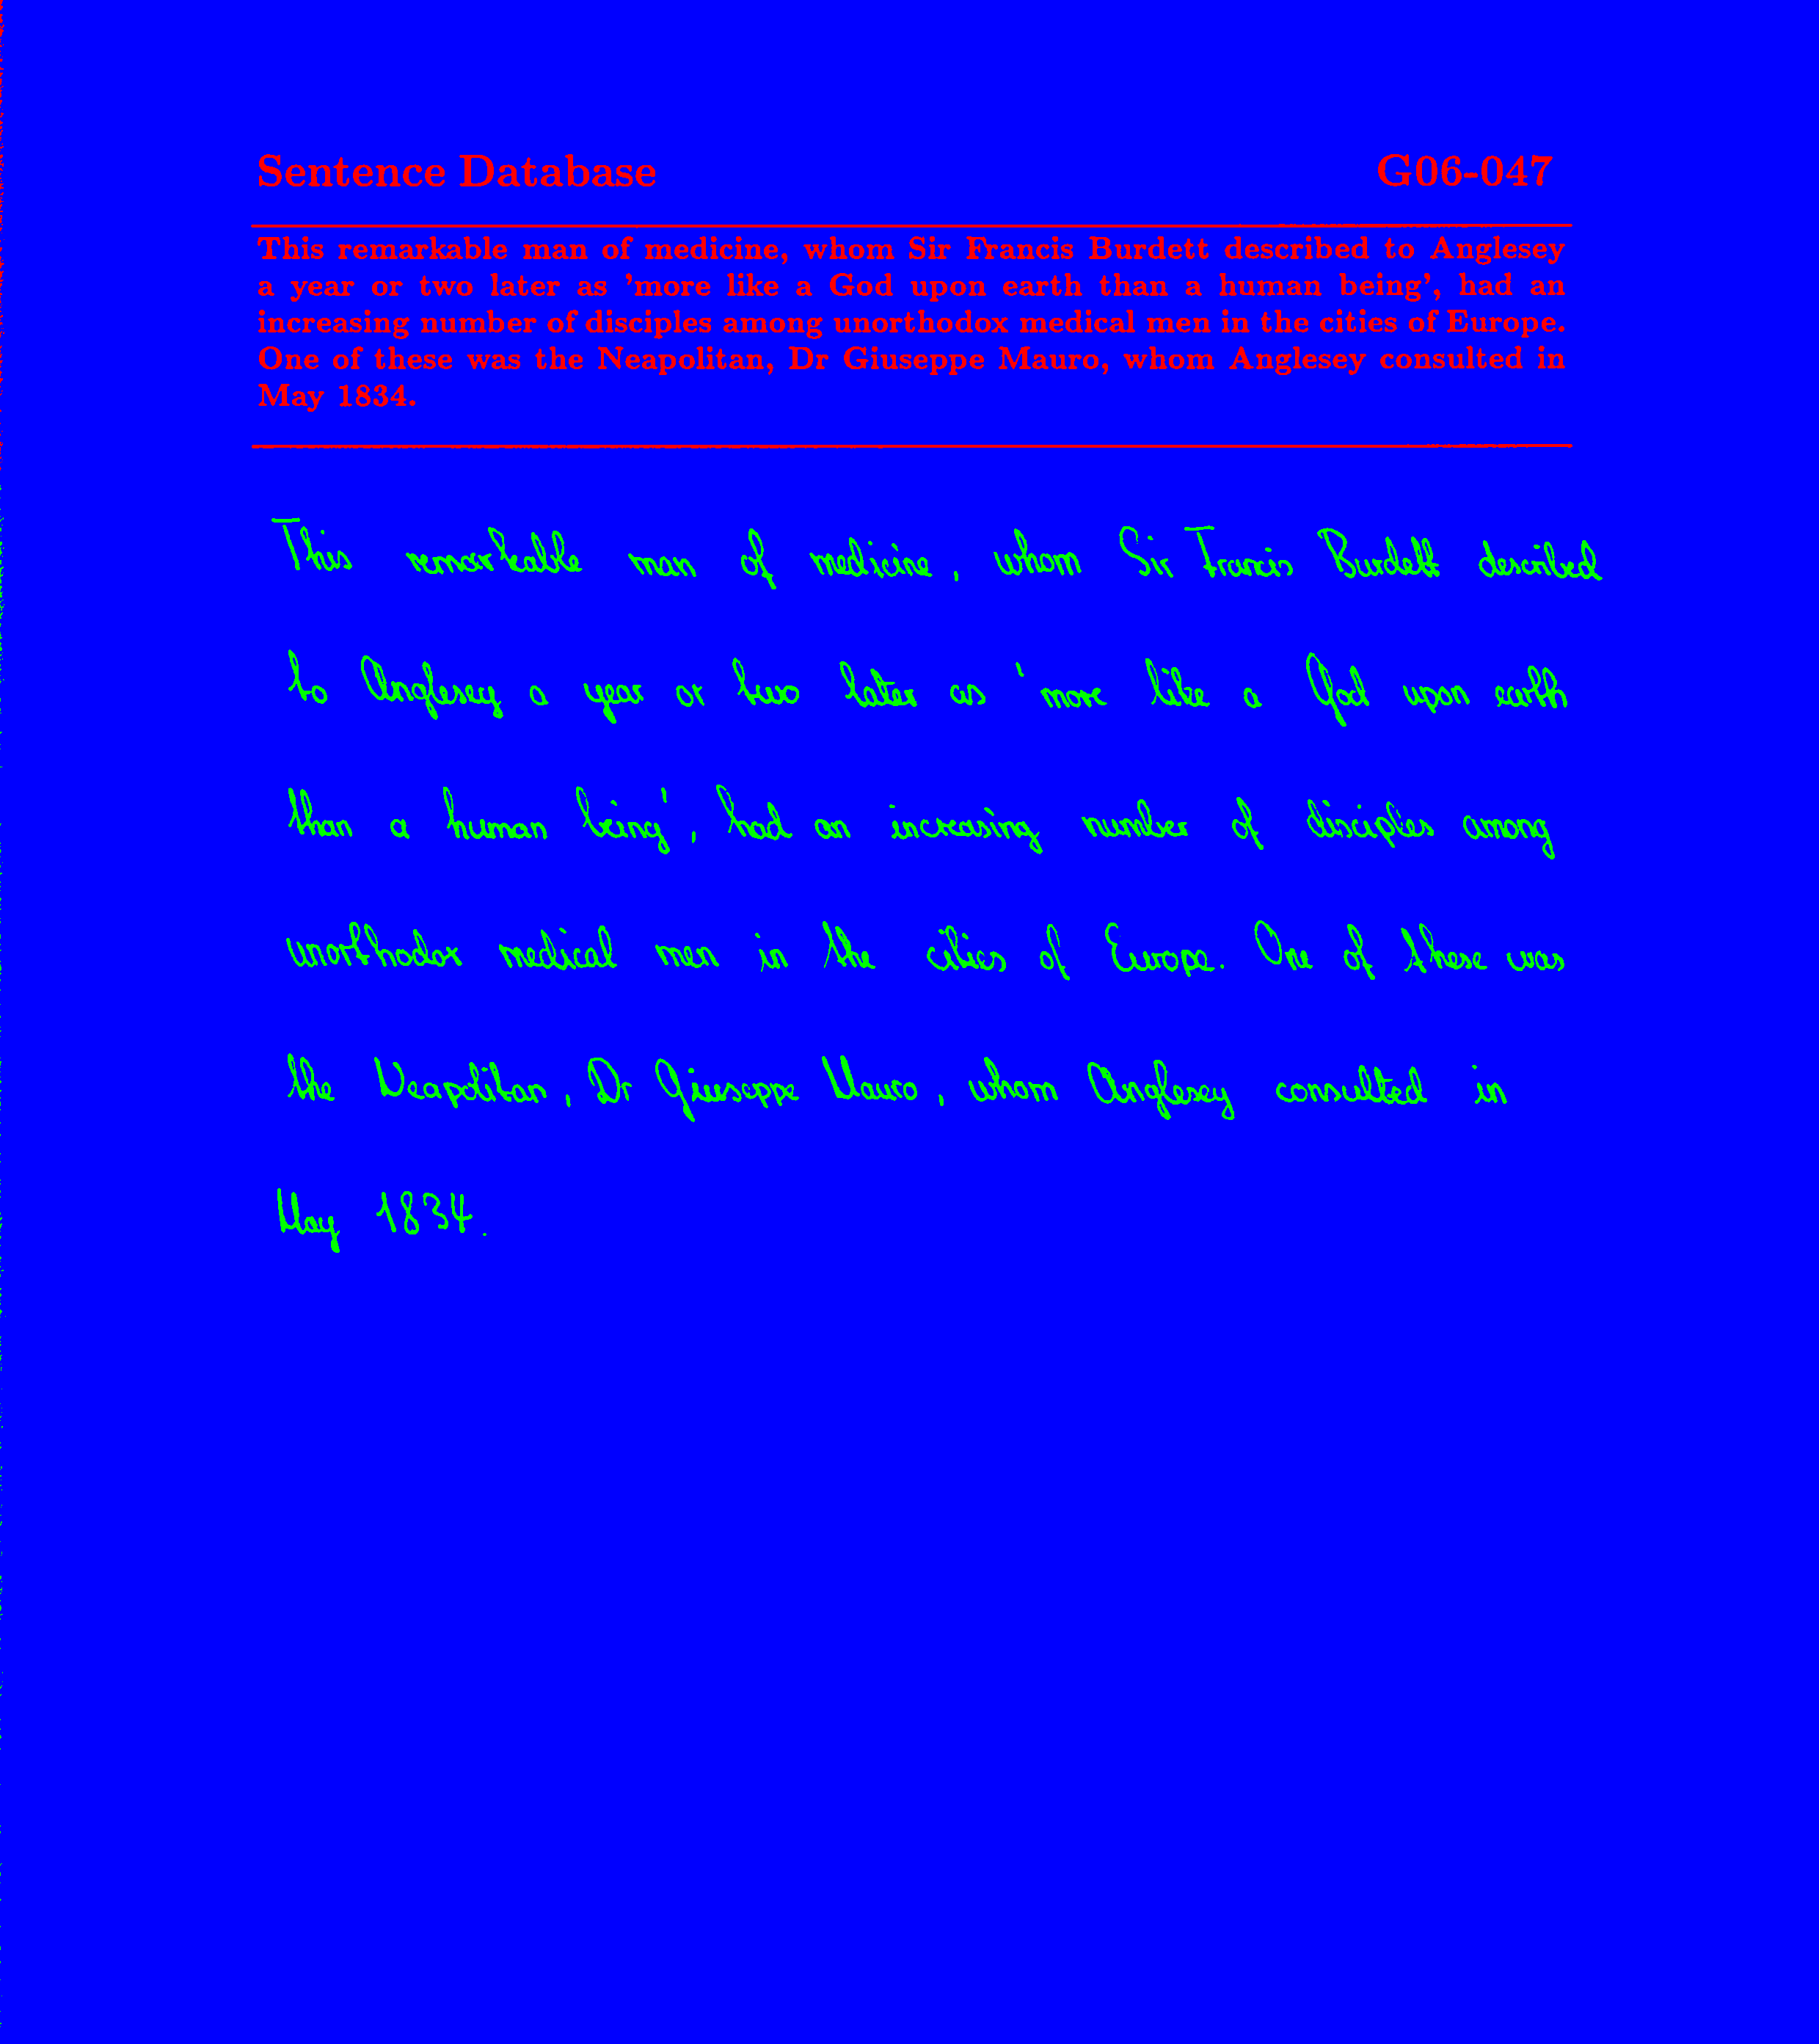 Sentence Database G06-047
This remarkable man of medicine, whom Sir Francis Burdett described to Anglesey
a year or two later as 'more like a God upon earth than a human being', had an
increasing number of disciples among unorthodox medical men in the cities of Europe.
One of these was the Neapolitan, Dr Giuseppe Mauro, whom Anglesey consulted in
May 1834.
This remarkable man of medicine, whom Sir Francis Burdett described
to Anglesey a year or two later as 'more like a God upon earth
than a human being', had an increasing number of disciples among
unorthodox medical men in the cities of Europe. One of these was
the Neapolitan, Dr Giuseppe Mauro, whom Anglesey consulted in
May 1834.